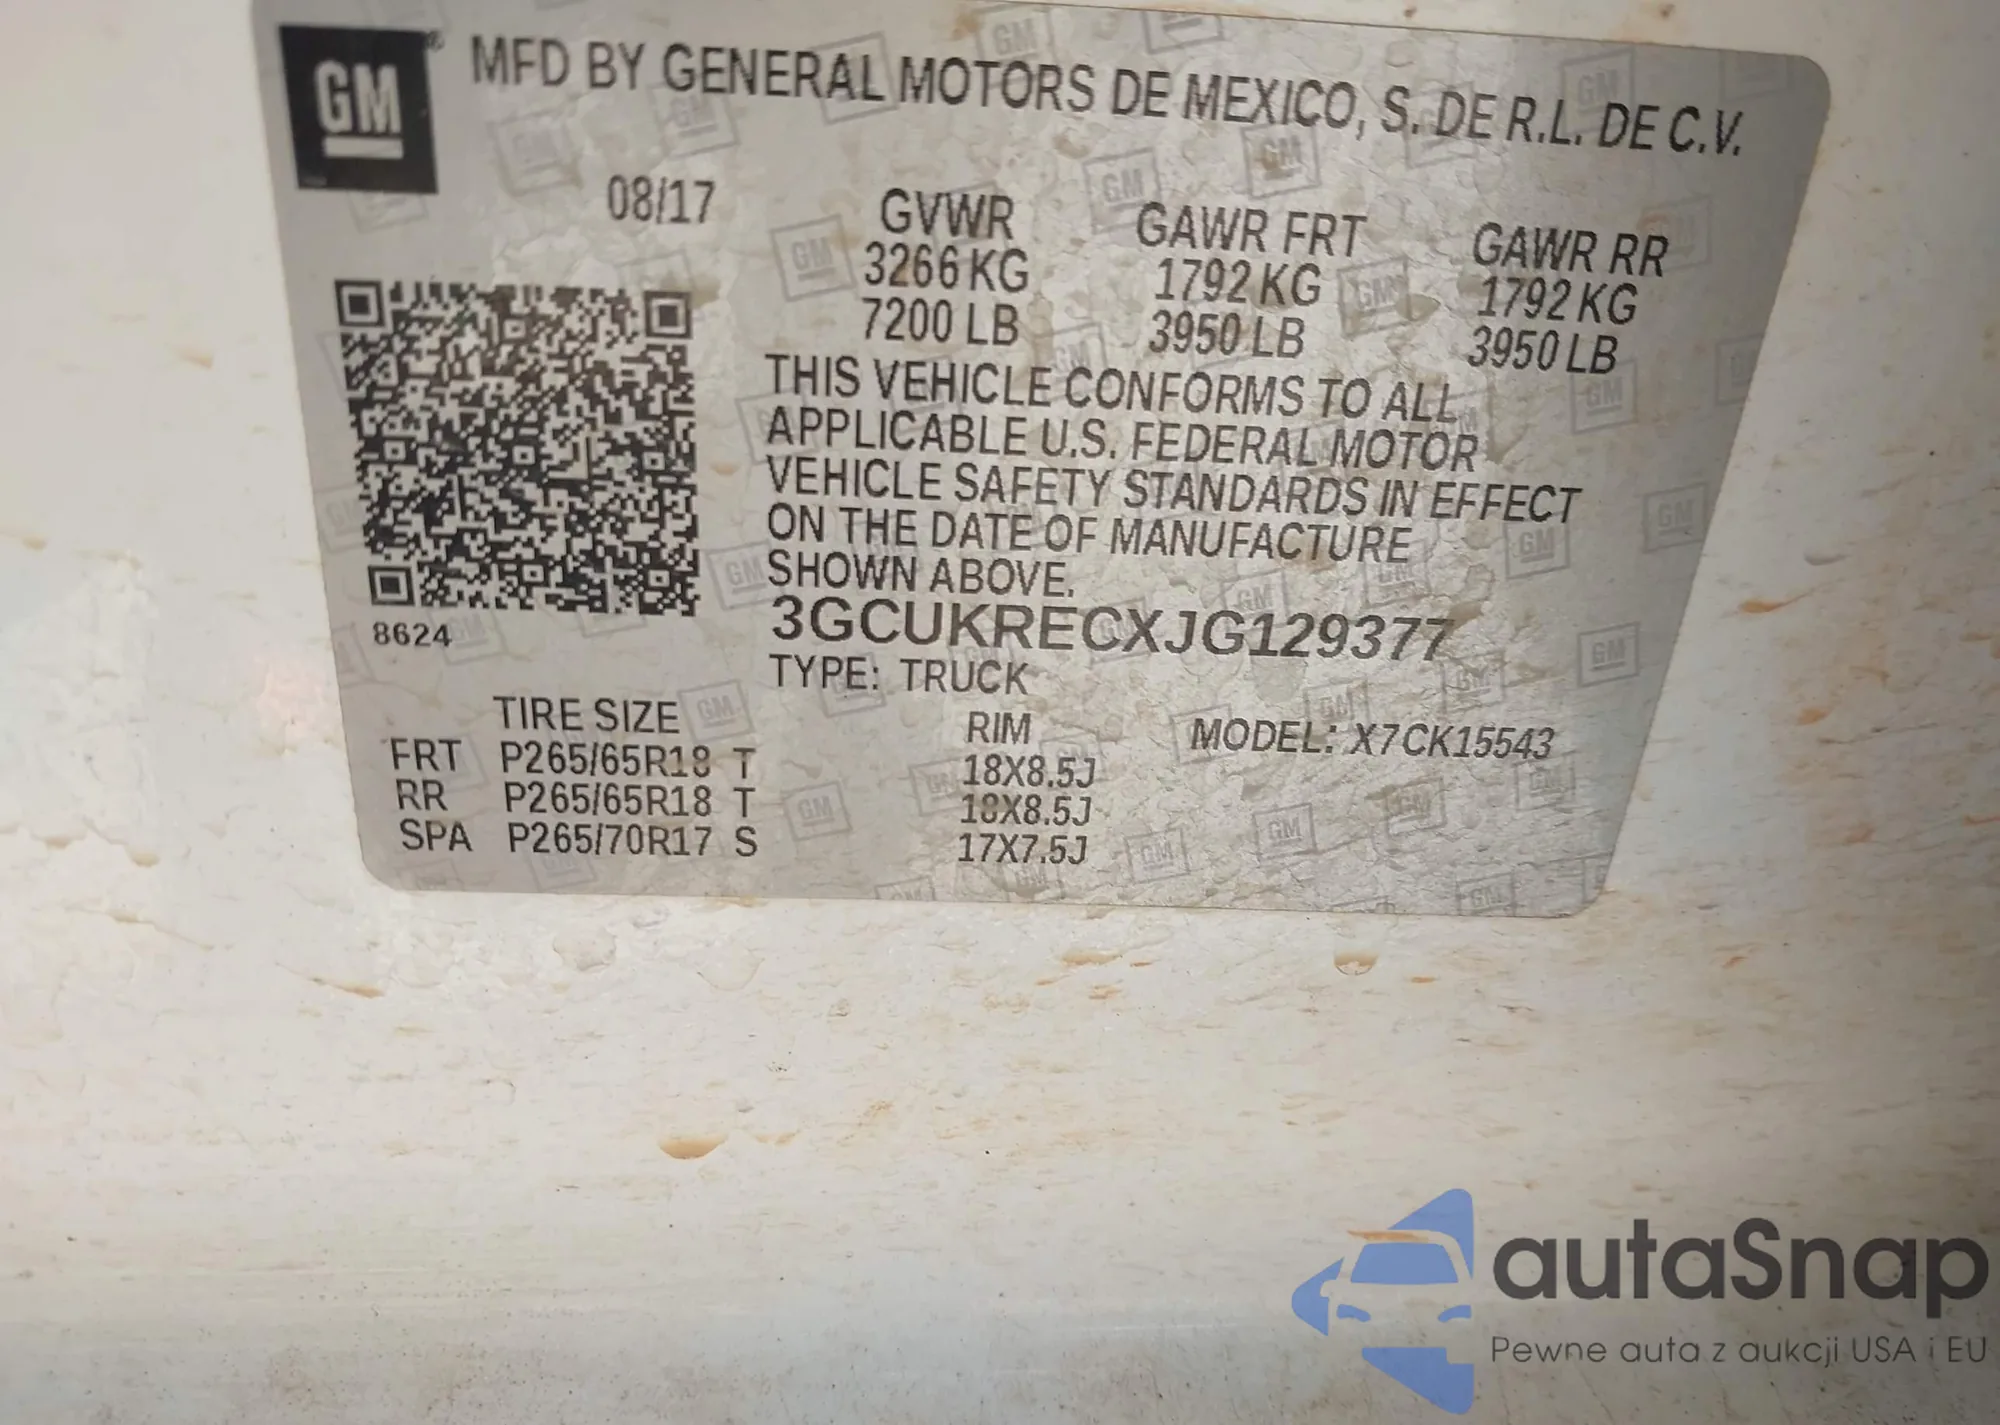 GM
MFD BY GENERAL MOTORS DE MEXICO, S. DE R.L. DE C.V.
08/17
GVWR GAWR FRT GAWR RR
3266 KG 1792 KG 1792 KG
7200 LB 3950 LB 3950 LB
THIS VEHICLE CONFORMS TO ALL
APPLICABLE U.S. FEDERAL MOTOR
VEHICLE SAFETY STANDARDS IN EFFECT
ON THE DATE OF MANUFACTURE
SHOWN ABOVE.
3GCUKRECXJG129377
8624
TYPE: TRUCK
TIRE SIZE RIM MODEL: X7CK15543
FRT P265/65R18 T 18X8.5J
RR P265/65R18 T 18X8.5J
SPA P265/70R17 S 17X7.5J
autaSnap
Pewne auta z aukcji USA i EU